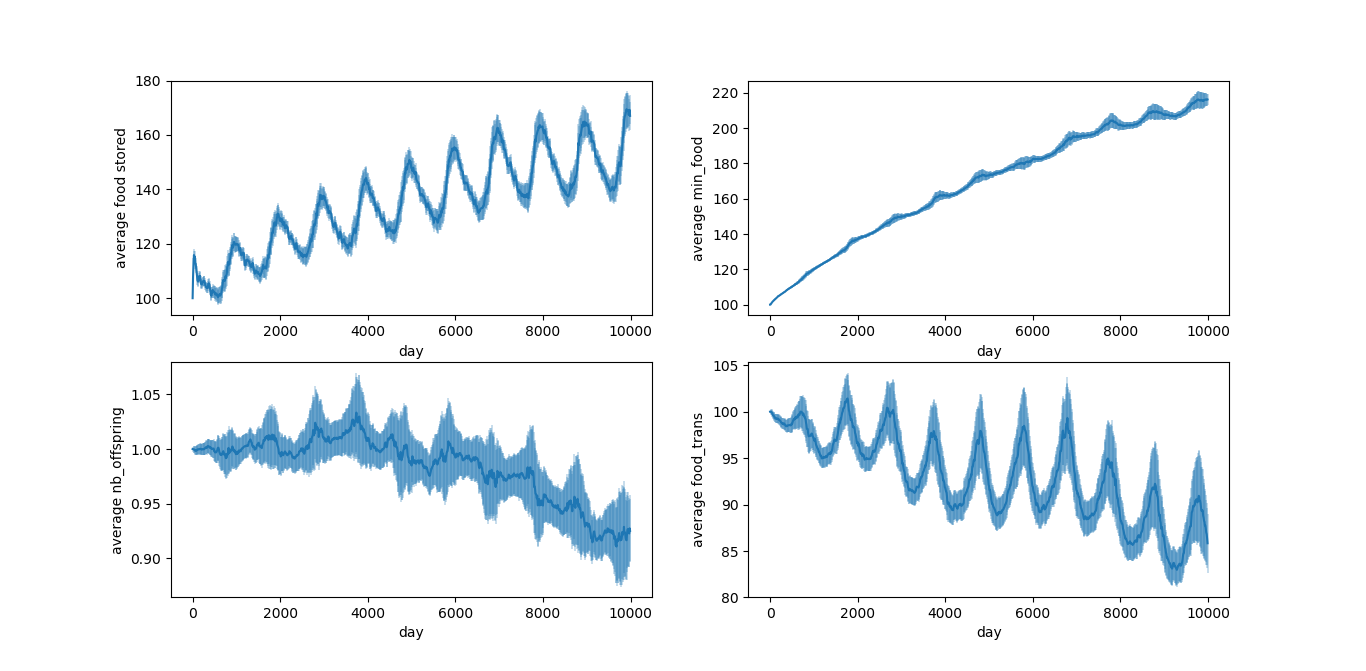 180
160
140
120
100
average food stored
0 2000 4000 6000 8000 10000
day
220
200
180
160
140
120
100
average min_food
0 2000 4000 6000 8000 10000
day
1.05
1.00
0.95
0.90
average nb_offspring
0 2000 4000 6000 8000 10000
day
105
100
95
90
85
80
average food_trans
0 2000 4000 6000 8000 10000
day